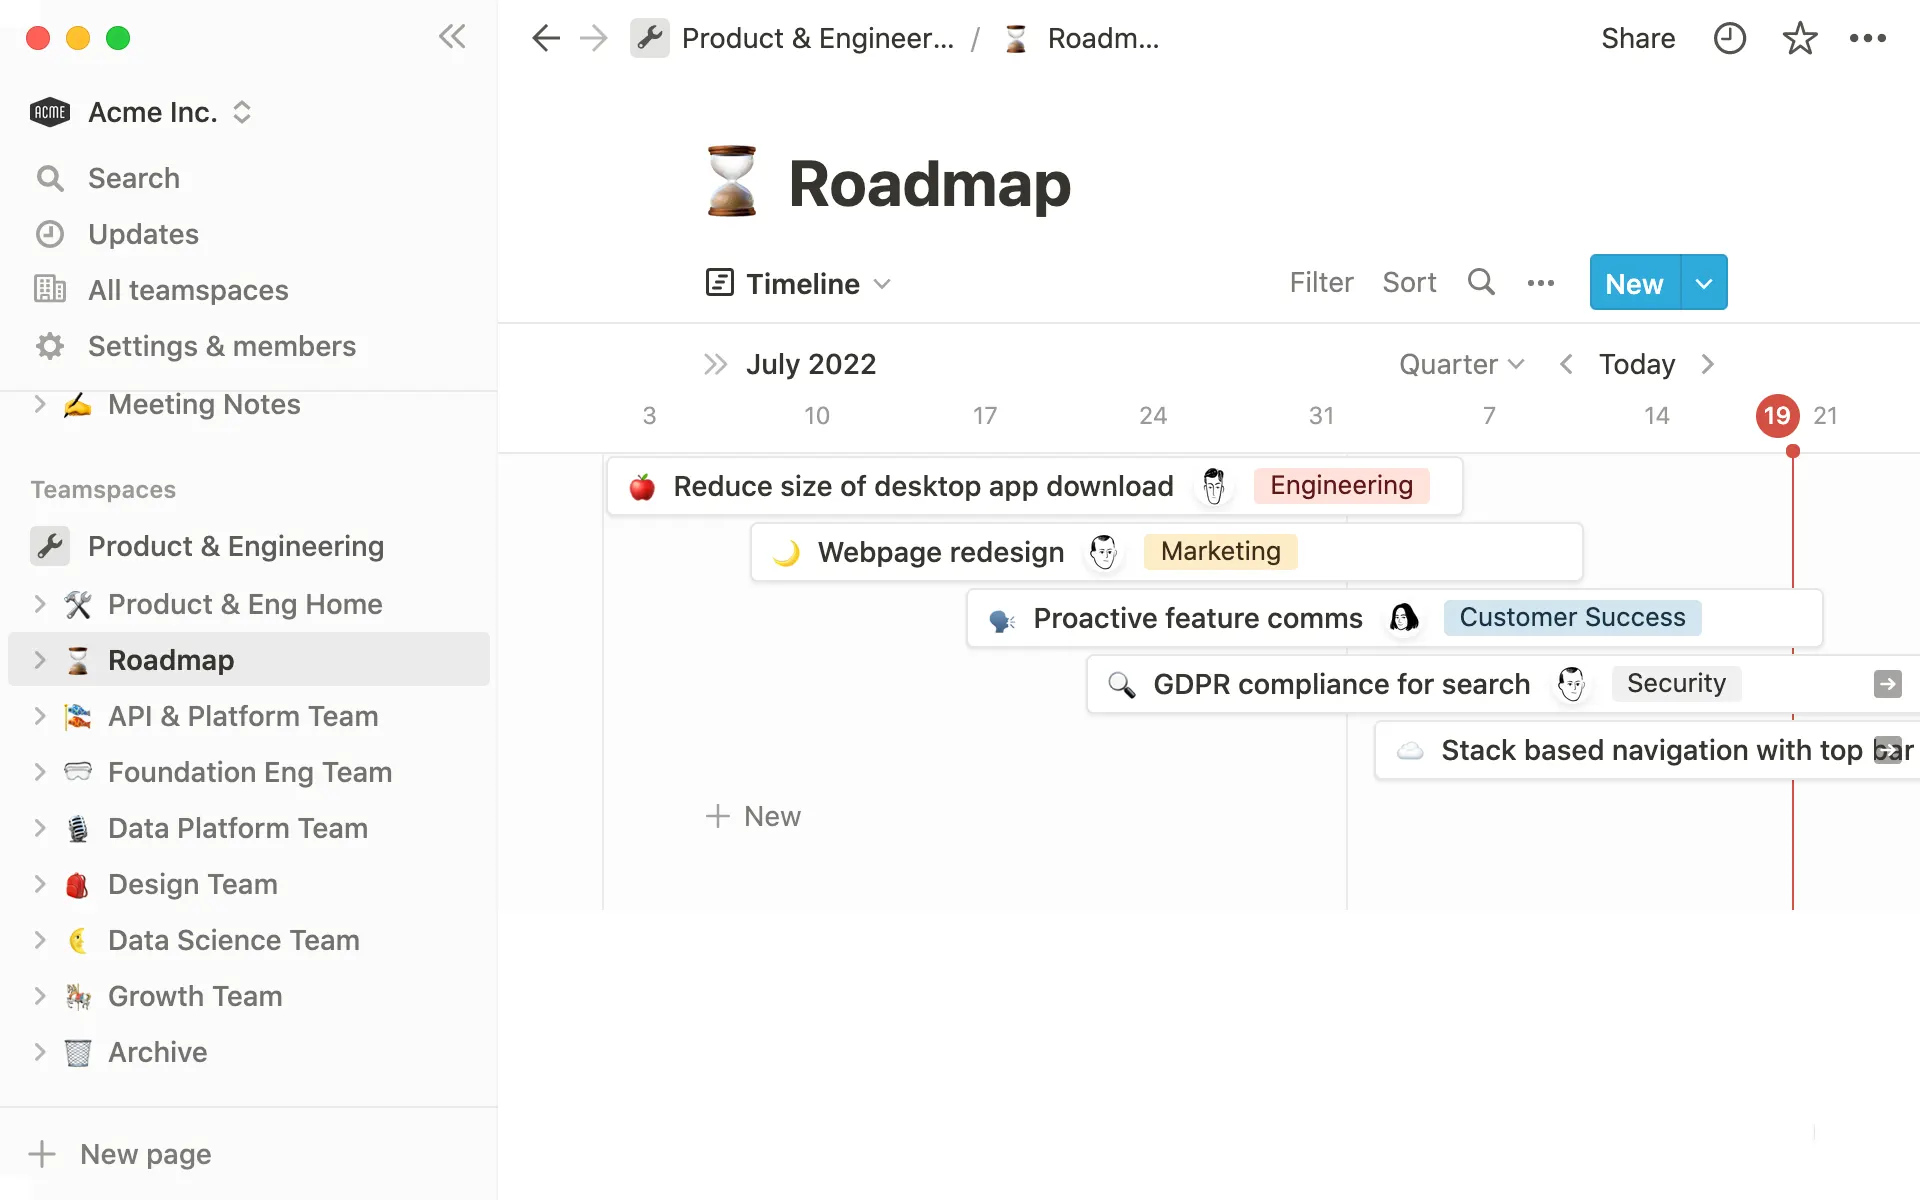 Product & Engineer... / Roadm...
Share
ACME Acme Inc.
Search
Updates
All teamspaces
Settings & members
Meeting Notes
Teamspaces
Product & Engineering
Product & Eng Home
Roadmap
API & Platform Team
Foundation Eng Team
Data Platform Team
Design Team
Data Science Team
Growth Team
Archive
New page
Roadmap
Timeline
Filter Sort
New
July 2022
Quarter Today
3 10 17 24 31 7 14 19 21
Reduce size of desktop app download Engineering
Webpage redesign Marketing
Proactive feature comms Customer Success
GDPR compliance for search Security
Stack based navigation with top bar
New